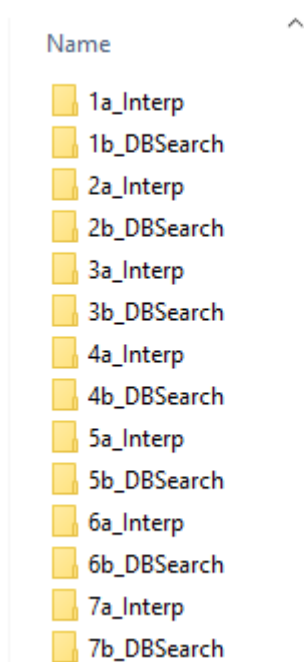 Name
1a_Interp
1b_DBSearch
2a_Interp
2b_DBSearch
3a_Interp
3b_DBSearch
4a_Interp
4b_DBSearch
5a_Interp
5b_DBSearch
6a_Interp
6b_DBSearch
7a_Interp
7b_DBSearch